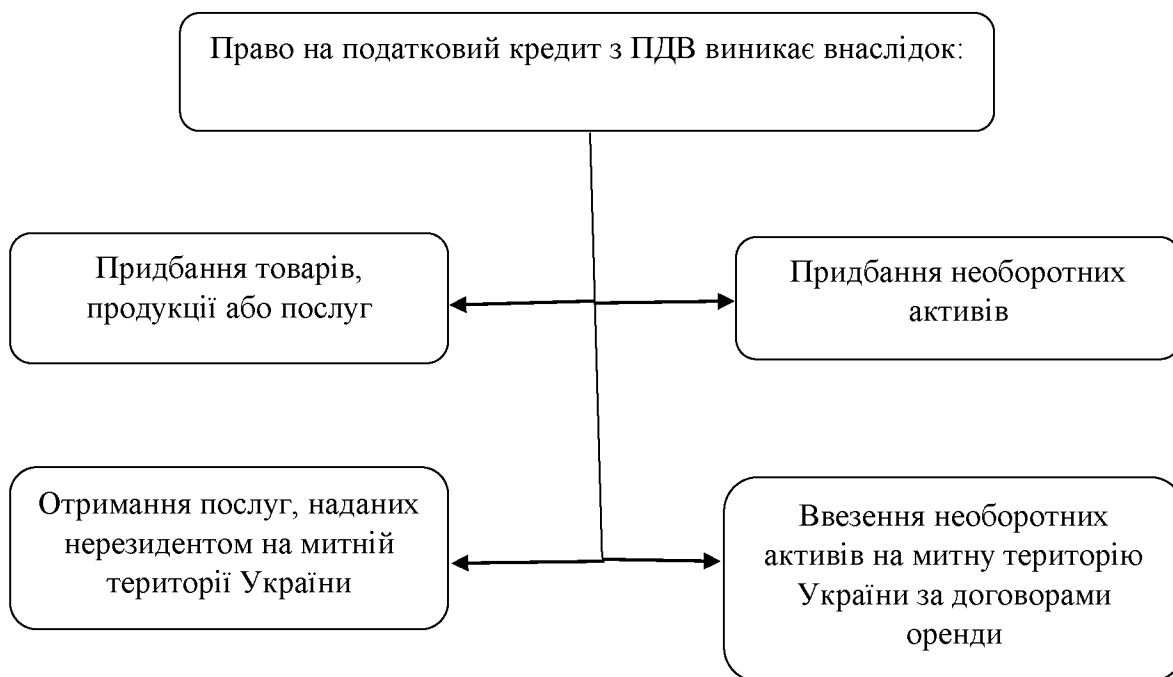 Право на податковий кредит з ПДВ виникає внаслідок:
Придбання товарів,
продукції або послуг
Придбання необоротних
активів
Отримання послуг, наданих
нерезидентом на митній
території України
Ввезення необоротних
активів на митну територію
України за договорами
оренди